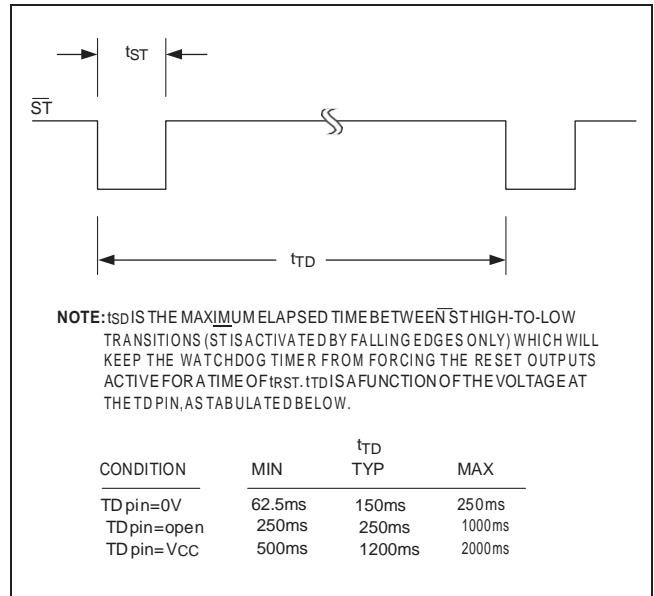 tST
S̅T̅
tTD
NOTE: tSD IS THE MAXIMUM ELAPSED TIME BETWEEN S̅T̅ HIGH-TO-LOW
TRANSITIONS (ST IS ACTIVATED BY FALLING EDGES ONLY) WHICH WILL
KEEP THE WATCHDOG TIMER FROM FORCING THE RESET OUTPUTS
ACTIVE FOR A TIME OF tRST. tTD IS A FUNCTION OF THE VOLTAGE AT
THE TD PIN, AS TABULATED BELOW.
tTD
CONDITION MIN TYP MAX
TD pin=0V 62.5ms 150ms 250ms
TD pin=open 250ms 250ms 1000ms
TD pin=VCC 500ms 1200ms 2000ms